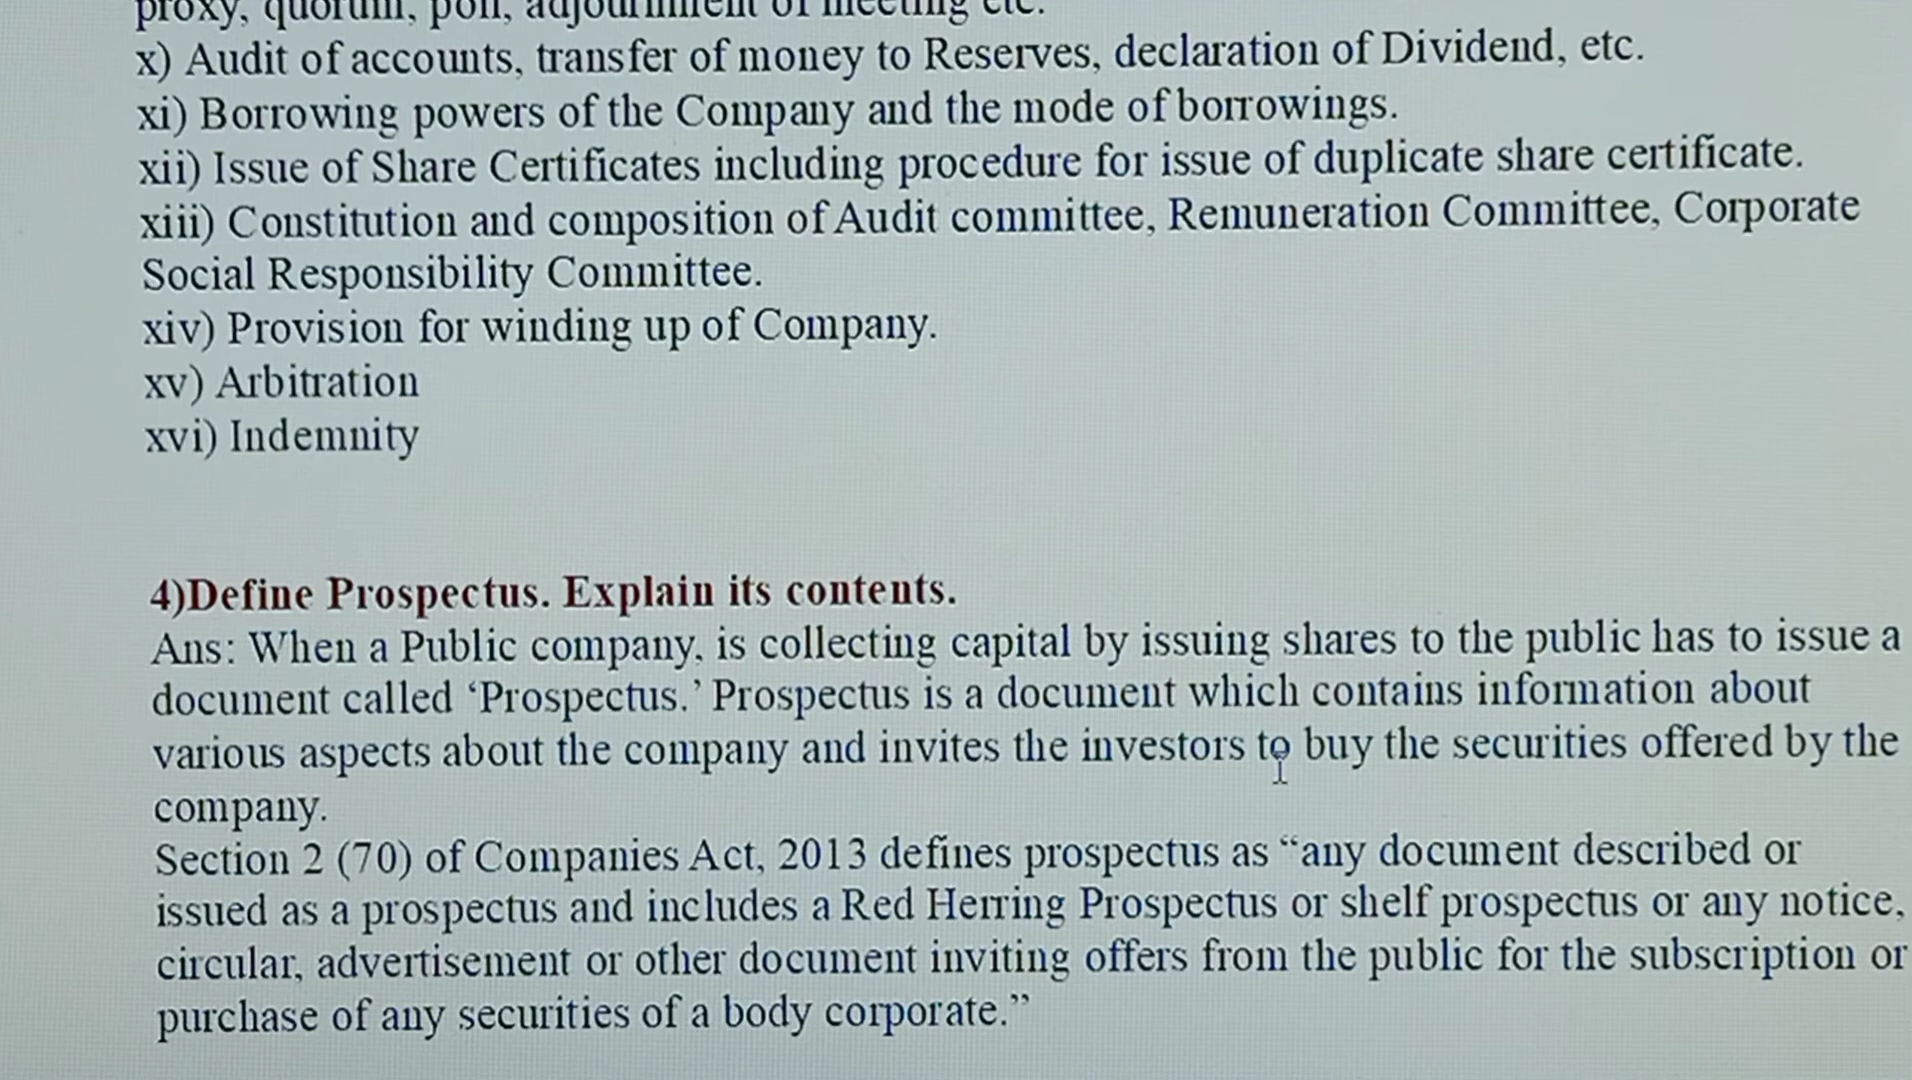 proxy, quorum, poll, adjournment of meeting etc.
x) Audit of accounts, transfer of money to Reserves, declaration of Dividend, etc.
xi) Borrowing powers of the Company and the mode of borrowings.
xii) Issue of Share Certificates including procedure for issue of duplicate share certificate.
xiii) Constitution and composition of Audit committee, Remuneration Committee, Corporate
Social Responsibility Committee.
xiv) Provision for winding up of Company.
xv) Arbitration
xvi) Indemnity
4)Define Prospectus. Explain its contents.
Ans: When a Public company, is collecting capital by issuing shares to the public has to issue a
document called ‘Prospectus.’ Prospectus is a document which contains information about
various aspects about the company and invites the investors to buy the securities offered by the
company.
Section 2 (70) of Companies Act, 2013 defines prospectus as “any document described or
issued as a prospectus and includes a Red Herring Prospectus or shelf prospectus or any notice,
circular, advertisement or other document inviting offers from the public for the subscription or
purchase of any securities of a body corporate.”